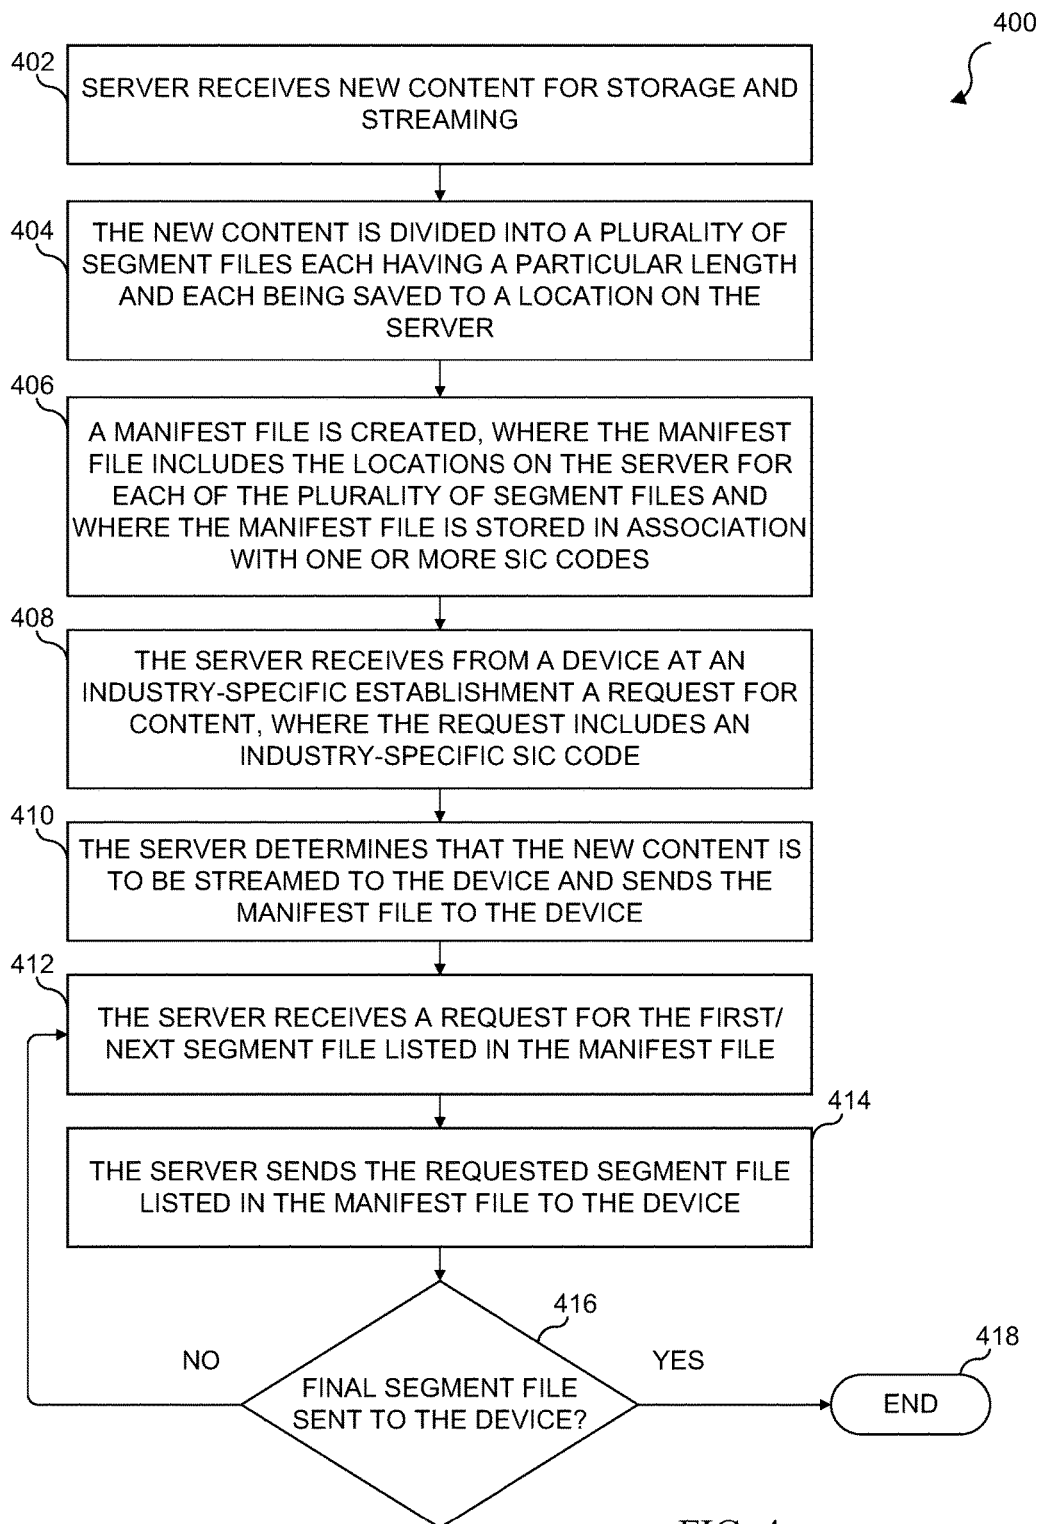 400
402
SERVER RECEIVES NEW CONTENT FOR STORAGE AND
STREAMING
404
THE NEW CONTENT IS DIVIDED INTO A PLURALITY OF
SEGMENT FILES EACH HAVING A PARTICULAR LENGTH
AND EACH BEING SAVED TO A LOCATION ON THE
SERVER
406
A MANIFEST FILE IS CREATED, WHERE THE MANIFEST
FILE INCLUDES THE LOCATIONS ON THE SERVER FOR
EACH OF THE PLURALITY OF SEGMENT FILES AND
WHERE THE MANIFEST FILE IS STORED IN ASSOCIATION
WITH ONE OR MORE SIC CODES
408
THE SERVER RECEIVES FROM A DEVICE AT AN
INDUSTRY-SPECIFIC ESTABLISHMENT A REQUEST FOR
CONTENT, WHERE THE REQUEST INCLUDES AN
INDUSTRY-SPECIFIC SIC CODE
410
THE SERVER DETERMINES THAT THE NEW CONTENT IS
TO BE STREAMED TO THE DEVICE AND SENDS THE
MANIFEST FILE TO THE DEVICE
412
THE SERVER RECEIVES A REQUEST FOR THE FIRST/
NEXT SEGMENT FILE LISTED IN THE MANIFEST FILE
414
THE SERVER SENDS THE REQUESTED SEGMENT FILE
LISTED IN THE MANIFEST FILE TO THE DEVICE
416
NO
YES
418
FINAL SEGMENT FILE
SENT TO THE DEVICE?
END